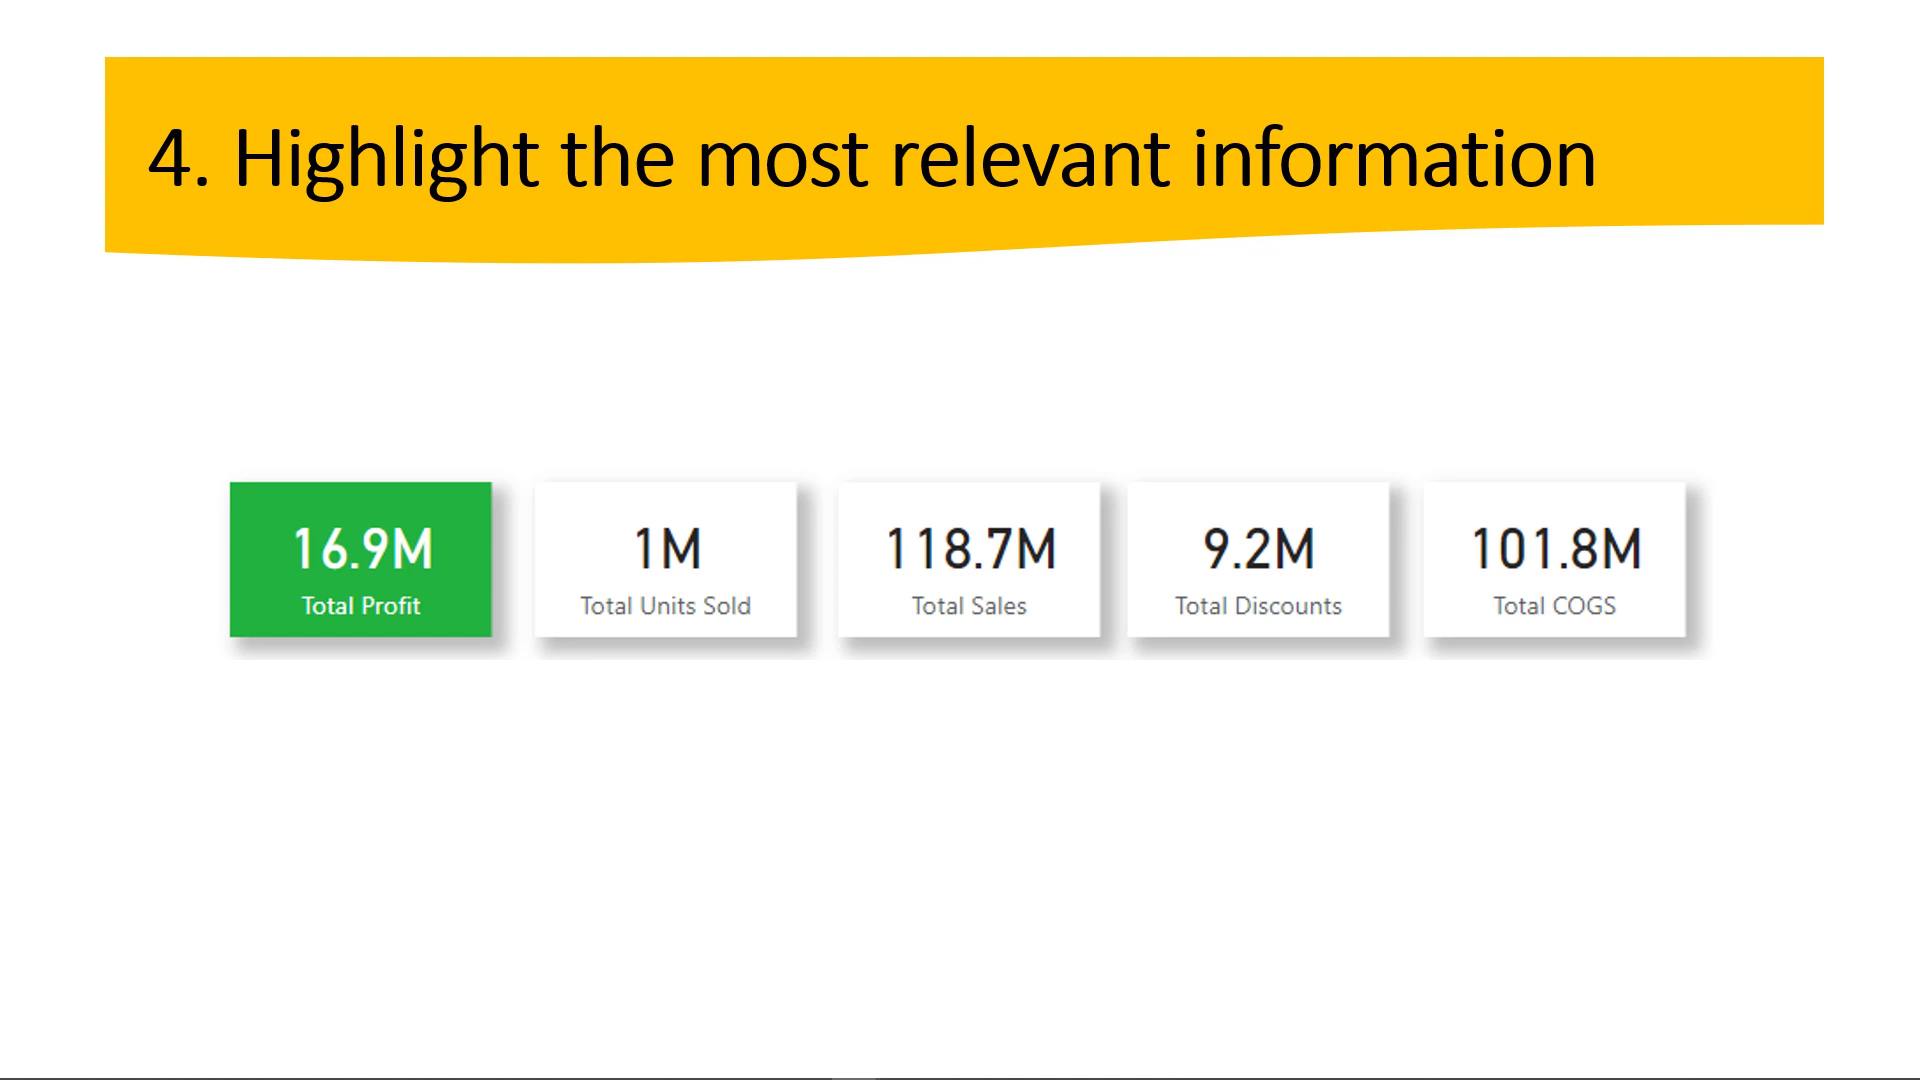 4. Highlight the most relevant information
16.9M
Total Profit
1M
Total Units Sold
118.7M
Total Sales
9.2M
Total Discounts
101.8M
Total COGS